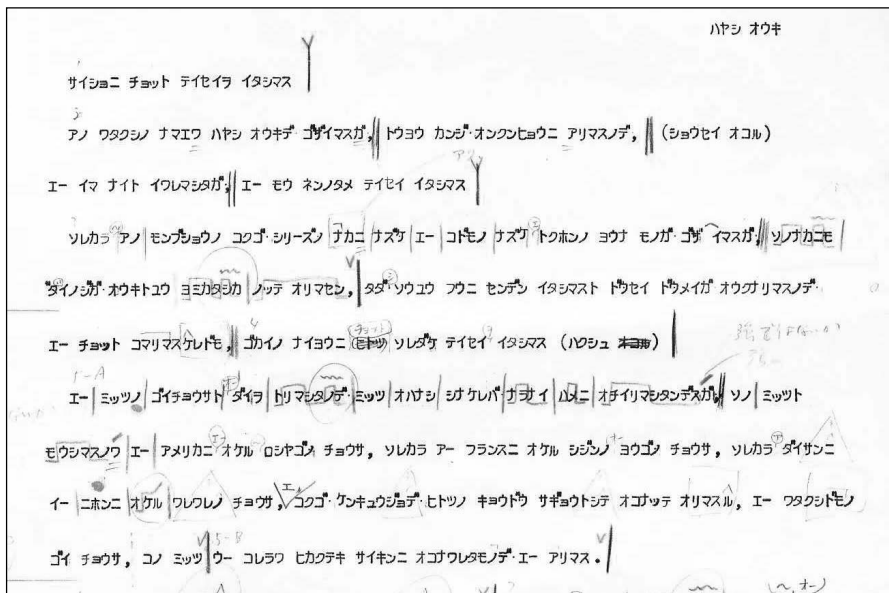 ハヤシ オウキ
サイショニ チョット テイセイヲ イタシマス
アノ ワタクシノ ナマエワ ハヤシ オウキデ ゴザイマスガ, トウヨウ カンジ・オンクンヒョウニ アリマスノデ, (ショウセイ オコル)
エー イマ ナイト イワレマシタガ, エー モウ ネンノタメ テイセイ イタシマス
ソレカラ アノ モンブショウノ コクゴ・シリーズノ ナカニ ナズケ エー コドモノ ナズケ トクホンノ ヨウナ モノガ・ゴザイマスガ, ソノナカニモ
ダイノジガ・オウキトユウ ヨミカタシカ ノッテ オリマセン, タダ ソウユウ フウニ センデン イタシマスト ドウセイ ドウメイガ オウクナリマスノデ・
エー チョット コマリマスケレドモ, ゴカイノ ナイヨウニ チョット ソレダケ テイセイ イタシマス (ハクシュ)
5-A
エー ミッツノ ゴイチョウサト ダイヲ トリマシタノデ・ミッツ オハナシ シナケレバ ナラナイ ハメニ オチイリマシタンデスガ, ソノ ミッツト
モウシマスノワ エー アメリカニ オケル ロシヤゴノ チョウサ, ソレカラ アー フランスニ オケル シジンノ ヨウゴノ チョウサ, ソレカラ ダイサンニ
イー ニホンニ オケル ワレワレノ チョウサ, コクゴ・ケンキュウジョデ・ヒトツノ キョウドウ サギョウトシテ オコナッテ オリマスル, エー ワタクシドモノ
5-B
ゴイ チョウサ, コノ ミッツ ウー コレラワ ヒカクテキ サイキンニ オコナワレタモノデ・エー アリマス.